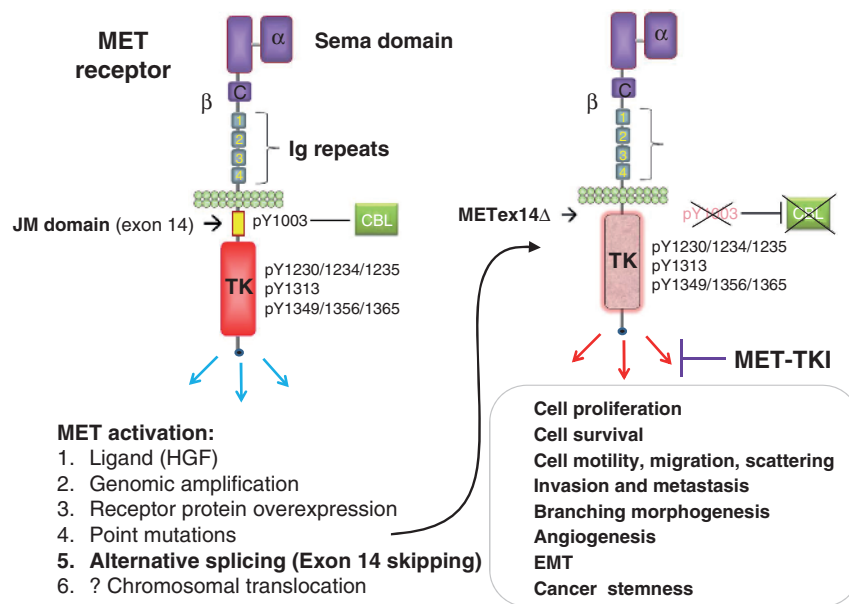 MET
receptor
Sema domain
α
C
β
1
2
3
4
Ig repeats
JM domain (exon 14)
pY1003
CBL
TK
pY1230/1234/1235
pY1313
pY1349/1356/1365
MET activation:
1. Ligand (HGF)
2. Genomic amplification
3. Receptor protein overexpression
4. Point mutations
5. Alternative splicing (Exon 14 skipping)
6. ? Chromosomal translocation
α
C
β
1
2
3
4
METex14Δ
pY1003
CBL
TK
pY1230/1234/1235
pY1313
pY1349/1356/1365
MET-TKI
Cell proliferation
Cell survival
Cell motility, migration, scattering
Invasion and metastasis
Branching morphogenesis
Angiogenesis
EMT
Cancer stemness